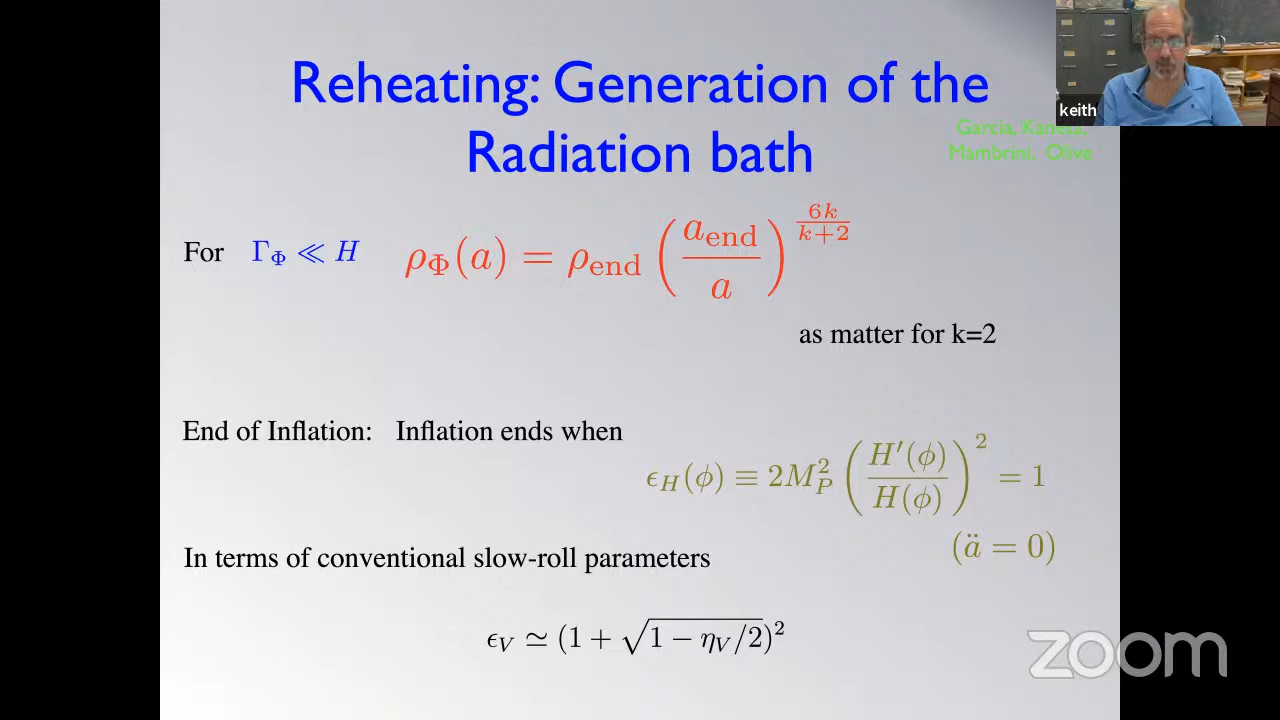 Reheating: Generation of the
Radiation bath
keith
Garcia, Kaneta,
Mambrini, Olive
For Γ_Φ ≪ H ρ_Φ(a) = ρ_end (a_end / a)^{6k/(k+2)}
as matter for k=2
End of Inflation: Inflation ends when
ϵ_H(ϕ) ≡ 2M_P^2 (H′(ϕ) / H(ϕ))^2 = 1
(ä = 0)
In terms of conventional slow-roll parameters
ϵ_V ≃ (1 + √(1 − η_V/2))^2
zoom